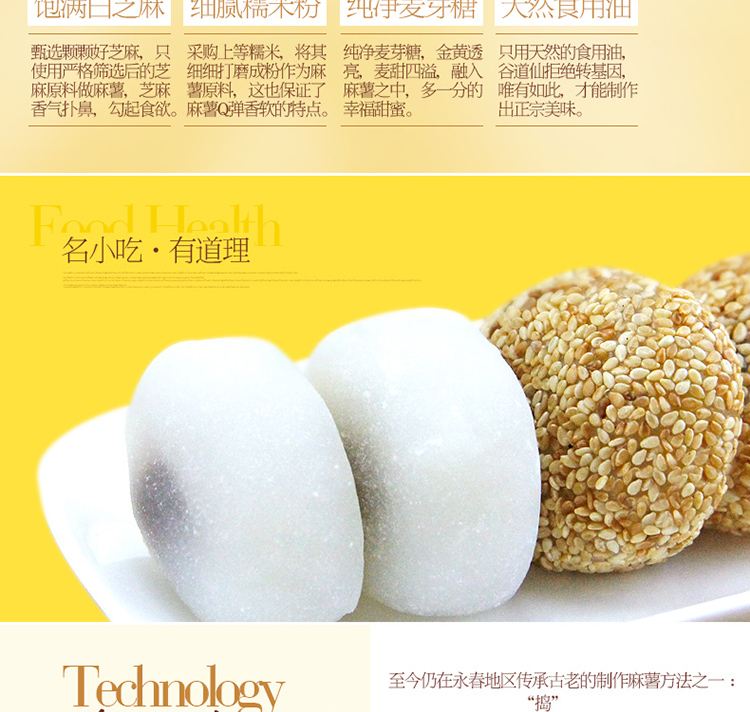 饱满白芝麻
细腻糯米粉
纯净麦芽糖
天然食用油
甄选颗颗好芝麻，只
使用严格筛选后的芝
麻原料做麻薯，芝麻
香气扑鼻，勾起食欲。
采购上等糯米，将其
细细打磨成粉作为麻
薯原料，这也保证了
麻薯Q弹香软的特点。
纯净麦芽糖，金黄透
亮，麦甜四溢，融入
麻薯之中，多一分的
幸福甜蜜。
只用天然的食用油，
谷道仙拒绝转基因，
唯有如此，才能制作
出正宗美味。
Food Health
名小吃·有道理
Technology
至今仍在永春地区传承古老的制作麻薯方法之一：
“捣”